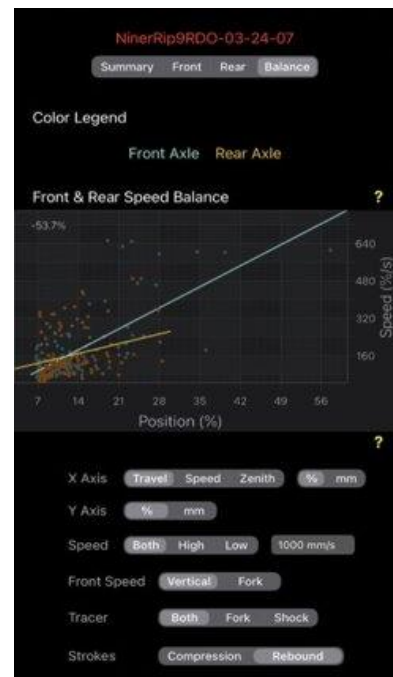 NinerRip9RDO-03-24-07
Summary Front Rear Balance
Color Legend
Front Axle Rear Axle
Front & Rear Speed Balance ?
-53.7%
640
480
320
160
Speed (%/s)
7 14 21 28 35 42 49 56
Position (%)
?
X Axis Travel Speed Zenith % mm
Y Axis % mm
Speed Both High Low 1000 mm/s
Front Speed Vertical Fork
Tracer Both Fork Shock
Strokes Compression Rebound